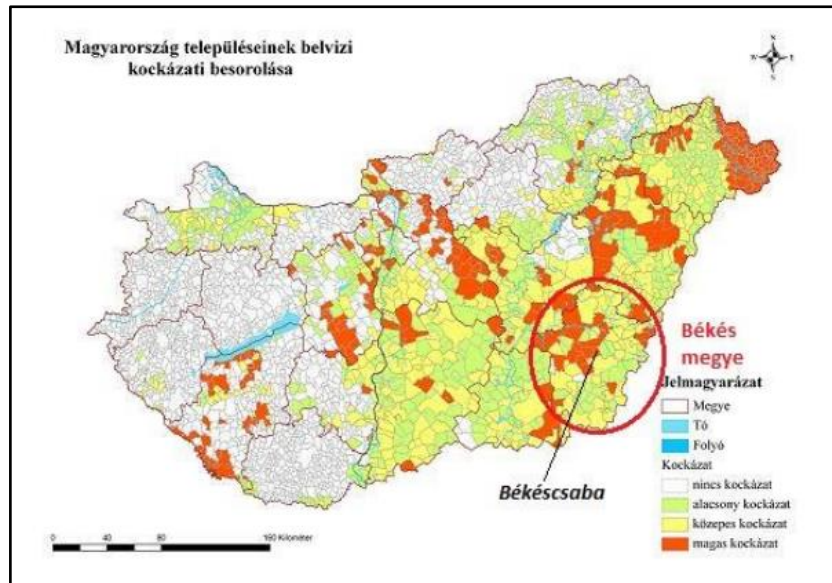 Magyarország településeinek belvizi
kockázati besorolása
N
W
E
S
Békés
megye
Jelmagyarázat
Megye
Tó
Folyó
Kockázat
nincs kockázat
alacsony kockázat
közepes kockázat
magas kockázat
Békéscsaba
0
40
80
160 Kilométer